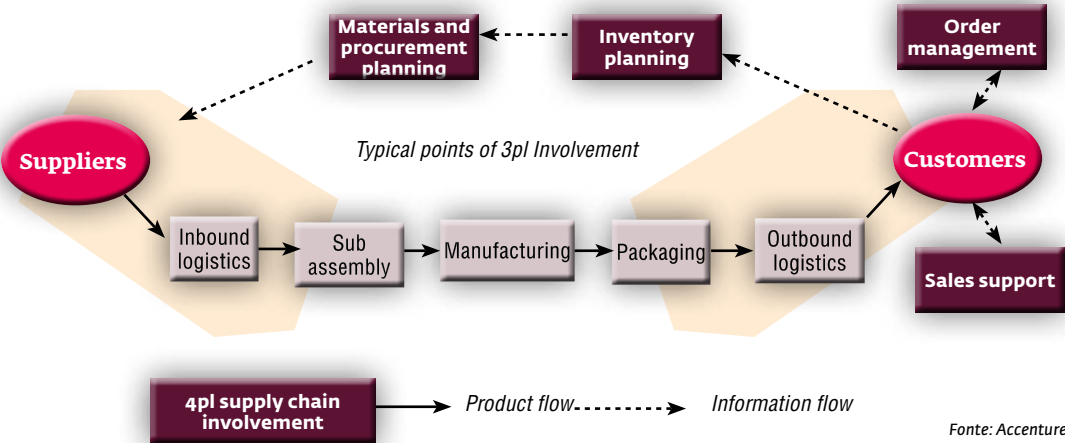 Materials and
procurement
planning
Inventory
planning
Order
management
Suppliers
Typical points of 3pl Involvement
Customers
Inbound
logistics
Sub
assembly
Manufacturing
Packaging
Outbound
logistics
Sales support
4pl supply chain
involvement
Product flow
Information flow
Fonte: Accenture